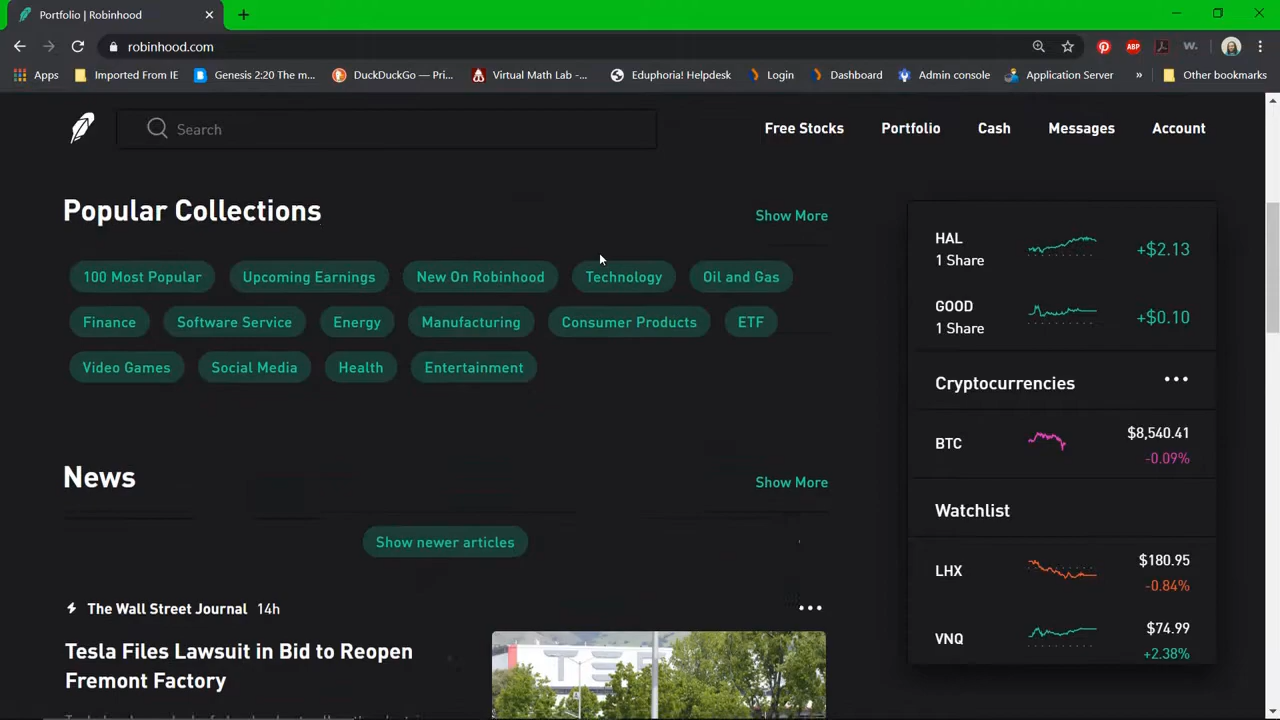 Portfolio | Robinhood
robinhood.com
ABP
W.
Apps
Imported From IE
Genesis 2:20 The m...
DuckDuckGo — Pri...
Virtual Math Lab -...
Eduphoria! Helpdesk
Login
Dashboard
Admin console
Application Server
»
Other bookmarks
Search
Free Stocks
Portfolio
Cash
Messages
Account
Popular Collections
Show More
100 Most Popular
Upcoming Earnings
New On Robinhood
Technology
Oil and Gas
Finance
Software Service
Energy
Manufacturing
Consumer Products
ETF
Video Games
Social Media
Health
Entertainment
News
Show More
Show newer articles
The Wall Street Journal 14h
Tesla Files Lawsuit in Bid to Reopen
Fremont Factory
HAL
1 Share
+$2.13
GOOD
1 Share
+$0.10
Cryptocurrencies
BTC
$8,540.41
-0.09%
Watchlist
LHX
$180.95
-0.84%
VNQ
$74.99
+2.38%